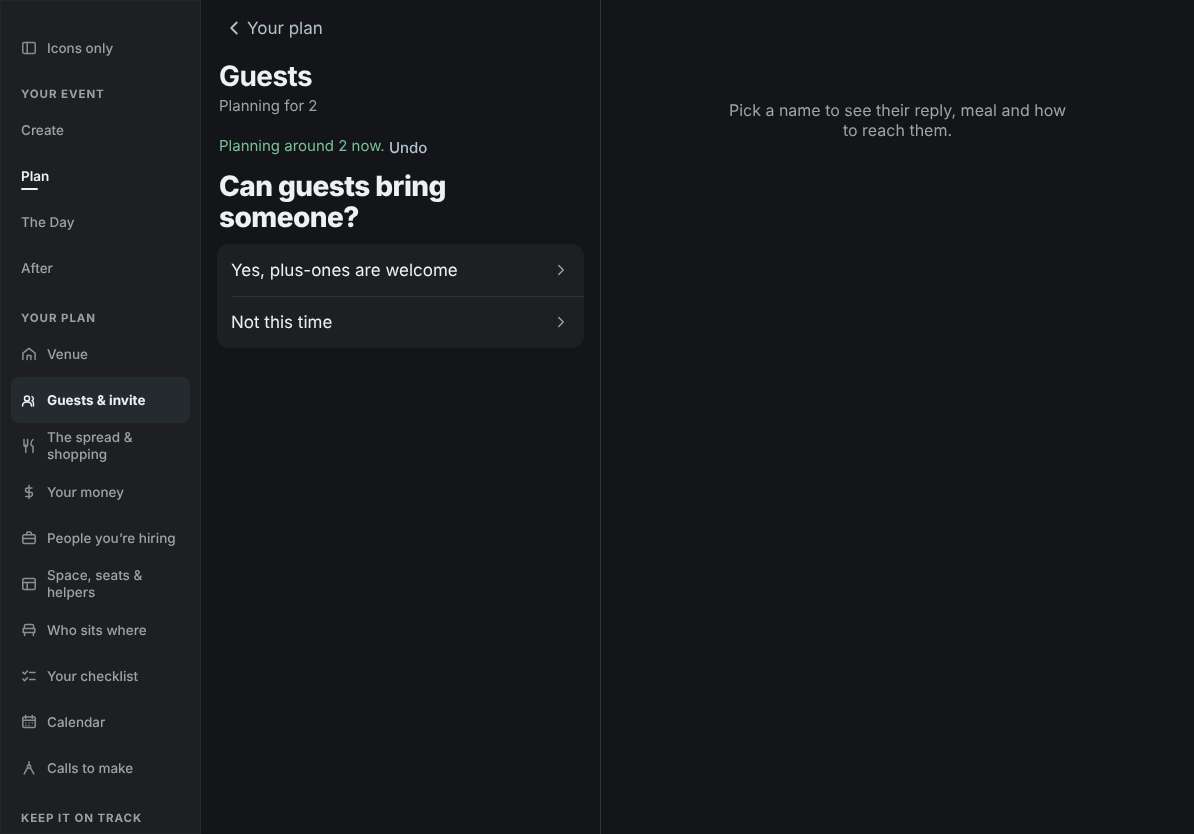 Icons only
YOUR EVENT
Create
Plan
The Day
After
YOUR PLAN
Venue
Guests & invite
The spread &
shopping
Your money
People you’re hiring
Space, seats &
helpers
Who sits where
Your checklist
Calendar
Calls to make
KEEP IT ON TRACK
Your plan
Guests
Planning for 2
Planning around 2 now. Undo
Can guests bring
someone?
Yes, plus-ones are welcome
Not this time
Pick a name to see their reply, meal and how
to reach them.